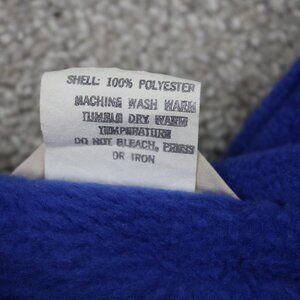 SHELL: 100% POLYESTER
MACHINE WASH WARM
TUMBLE DRY WARM
TEMPERATURE
DO NOT BLEACH, PRESS
OR IRON